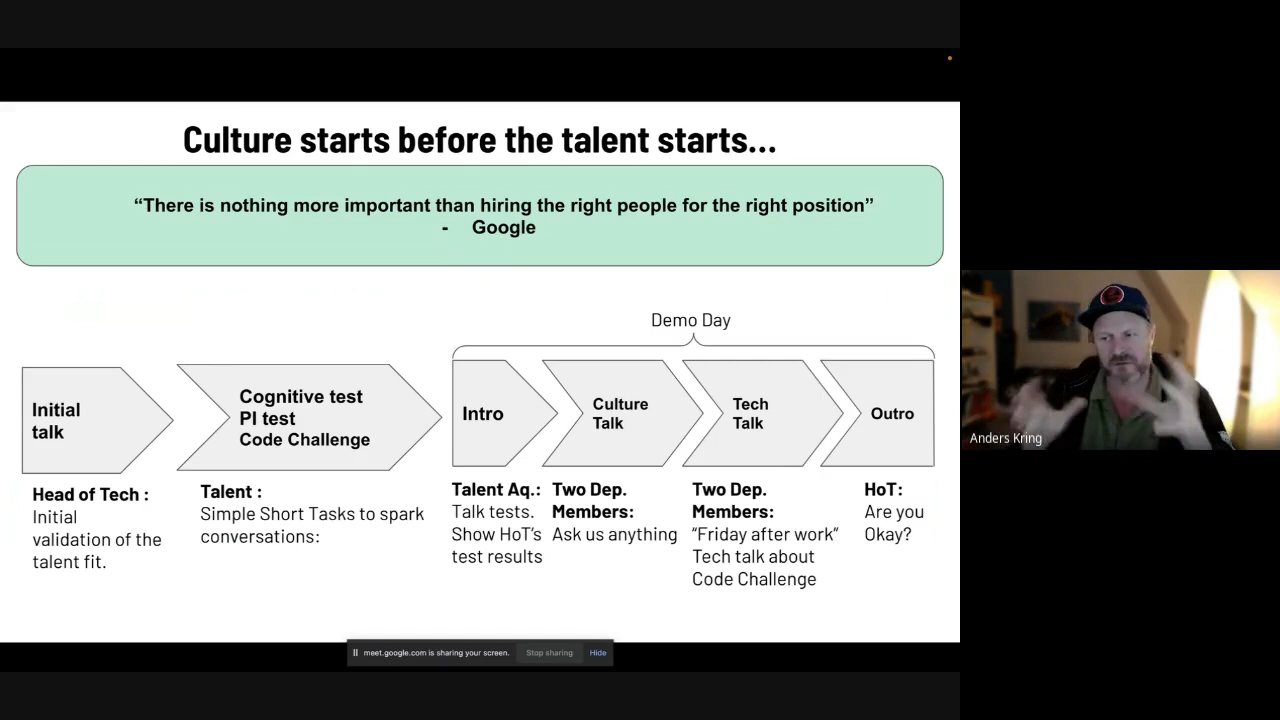 Culture starts before the talent starts...
“There is nothing more important than hiring the right people for the right position”
- Google
Demo Day
Initial
talk
Cognitive test
PI test
Code Challenge
Intro
Culture
Talk
Tech
Talk
Outro
Head of Tech :
Initial
validation of the
talent fit.
Talent :
Simple Short Tasks to spark
conversations:
Talent Aq.:
Talk tests.
Show HoT’s
test results
Two Dep.
Members:
Ask us anything
Two Dep.
Members:
“Friday after work”
Tech talk about
Code Challenge
HoT:
Are you
Okay?
Anders Kring
meet.google.com is sharing your screen. Stop sharing Hide